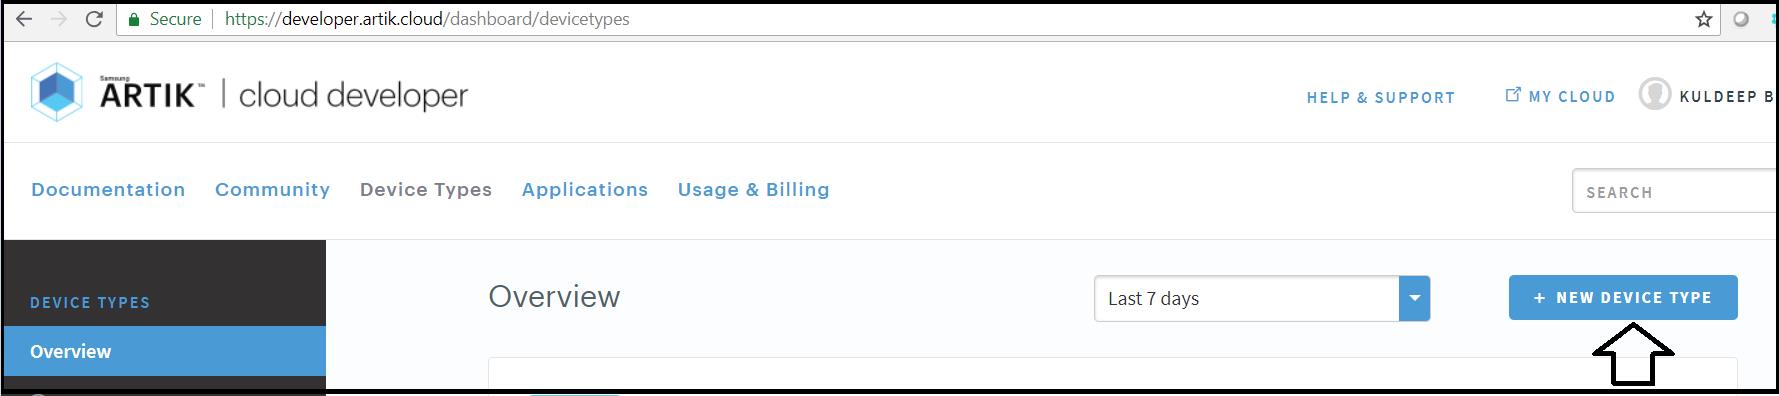 Secure https://developer.artik.cloud/dashboard/devicetypes
Samsung
ARTIK™ | cloud developer
HELP & SUPPORT MY CLOUD KULDEEP B
Documentation Community Device Types Applications Usage & Billing
SEARCH
DEVICE TYPES
Overview
Overview
Last 7 days
+ NEW DEVICE TYPE